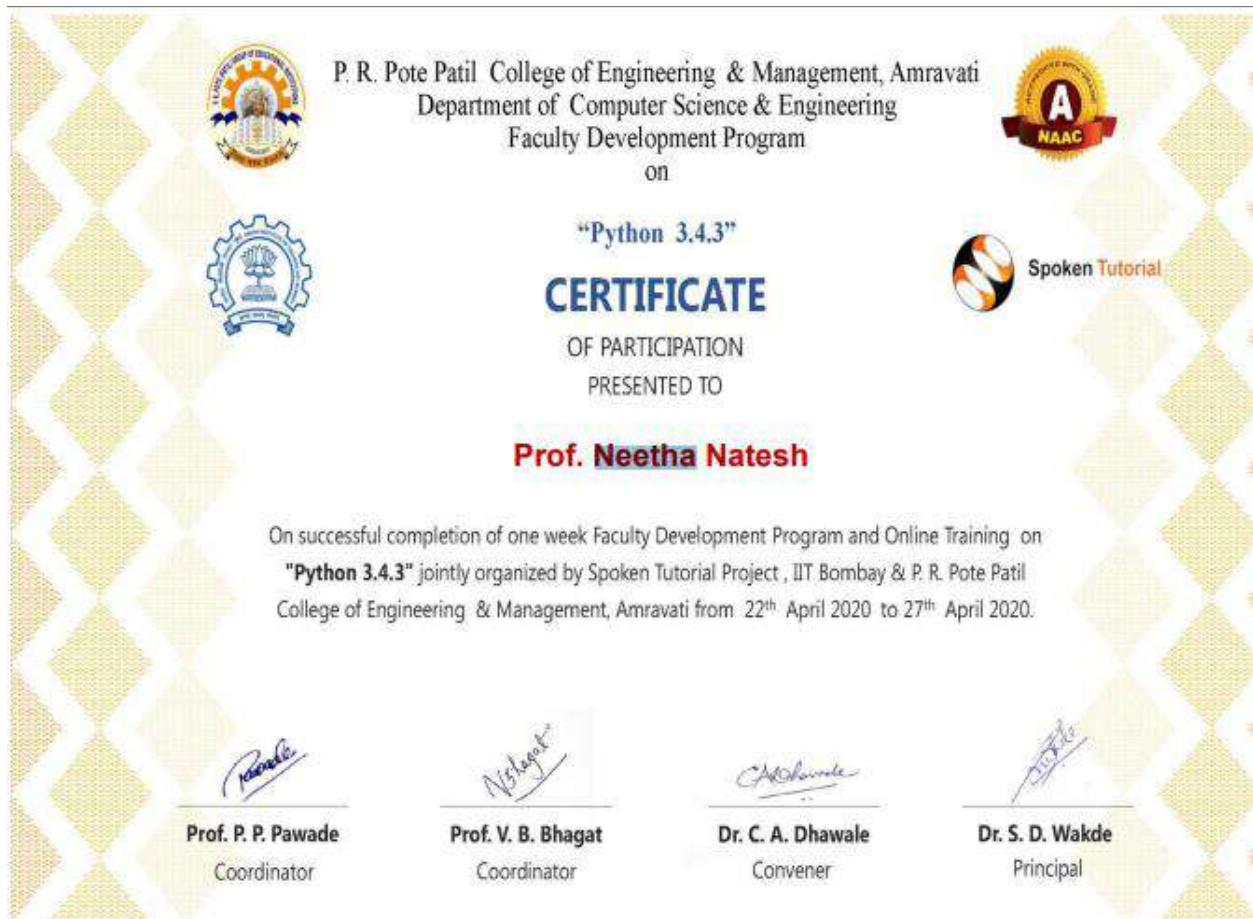 P. R. Pote Patil College of Engineering & Management, Amravati
Department of Computer Science & Engineering
Faculty Development Program
on
A
NAAC
“Python 3.4.3”
Spoken Tutorial
CERTIFICATE
OF PARTICIPATION
PRESENTED TO
Prof. Neetha Natesh
On successful completion of one week Faculty Development Program and Online Training on
"Python 3.4.3" jointly organized by Spoken Tutorial Project , IIT Bombay & P. R. Pote Patil
College of Engineering & Management, Amravati from 22th April 2020 to 27th April 2020.
Prof. P. P. Pawade
Prof. V. B. Bhagat
Dr. C. A. Dhawale
Dr. S. D. Wakde
Coordinator
Coordinator
Convener
Principal